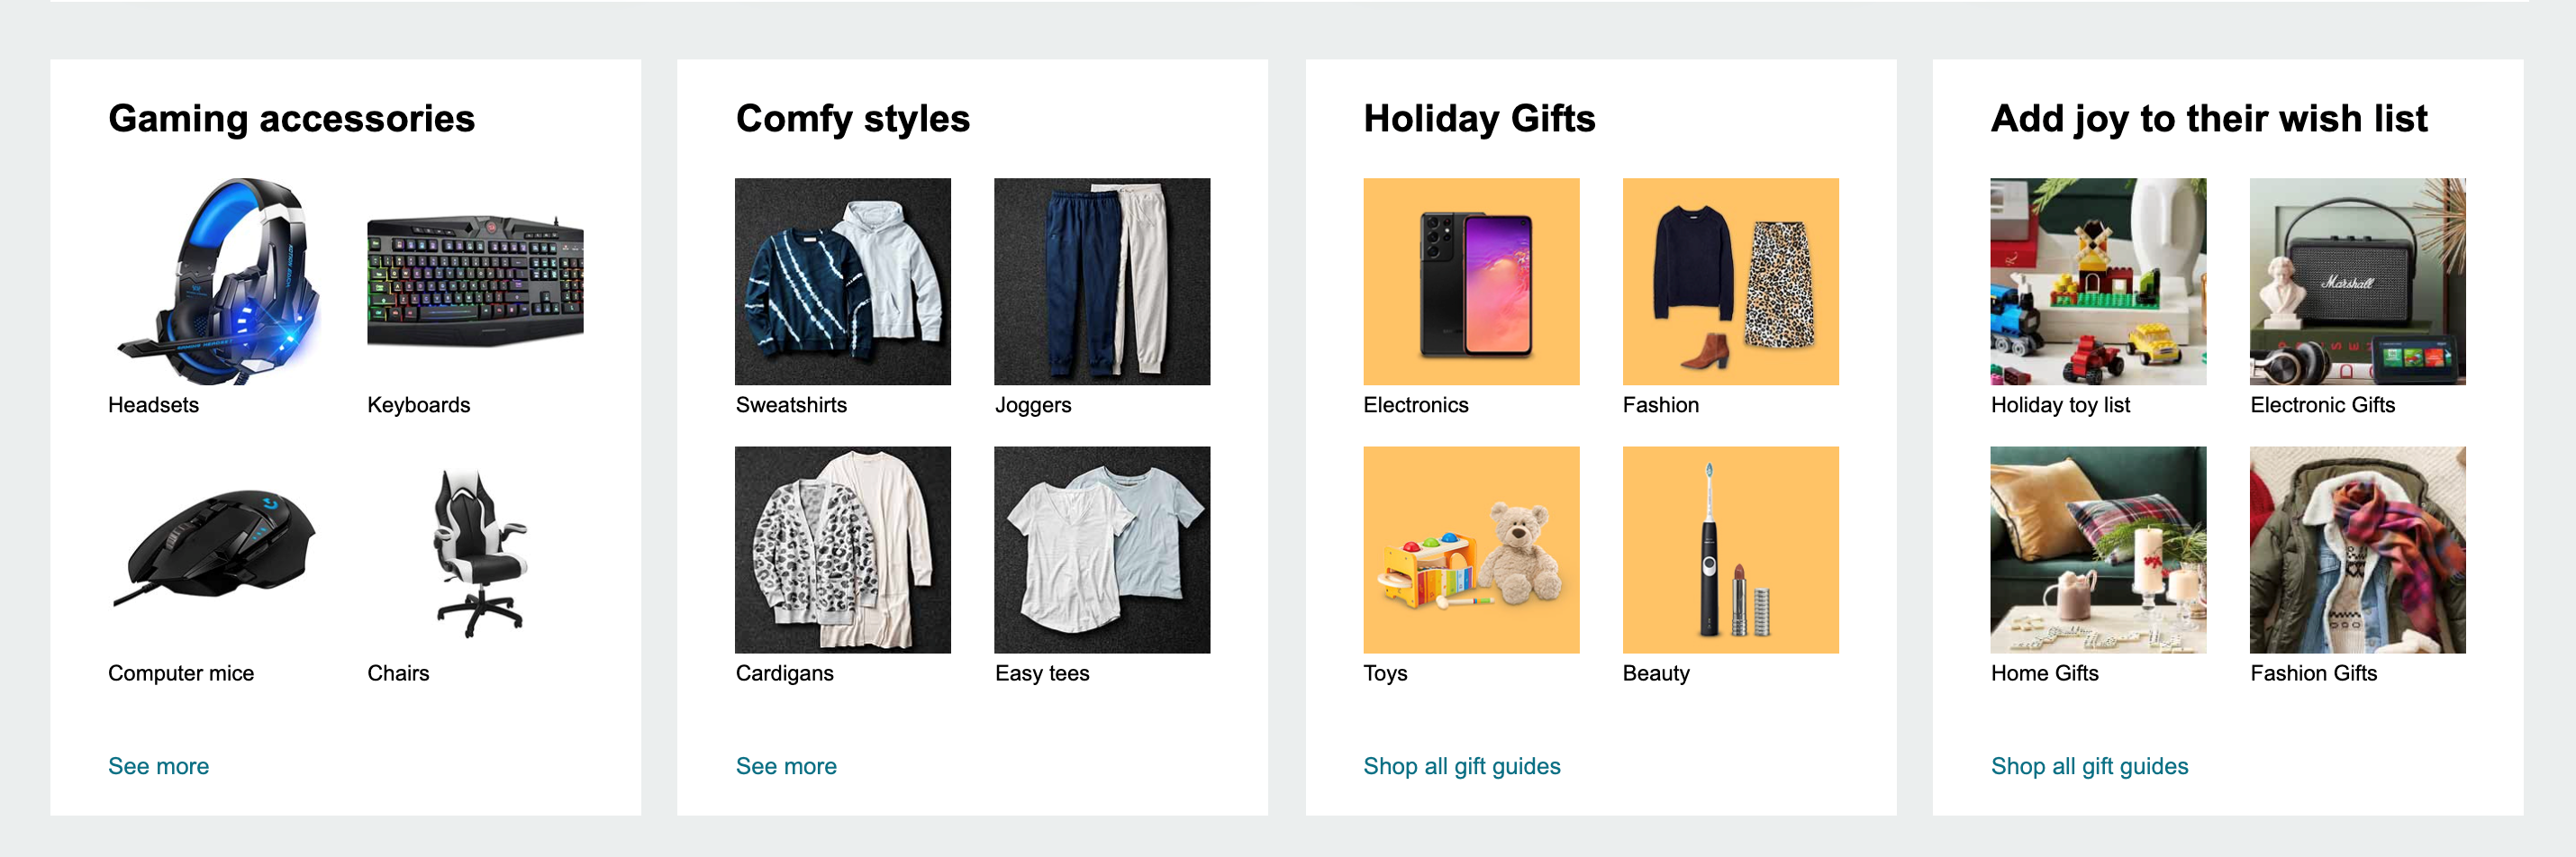 Gaming accessories
Headsets
Keyboards
Computer mice
Chairs
See more
Comfy styles
Sweatshirts
Joggers
Cardigans
Easy tees
See more
Holiday Gifts
Electronics
Fashion
Toys
Beauty
Shop all gift guides
Add joy to their wish list
Marshall
Holiday toy list
Electronic Gifts
Home Gifts
Fashion Gifts
Shop all gift guides